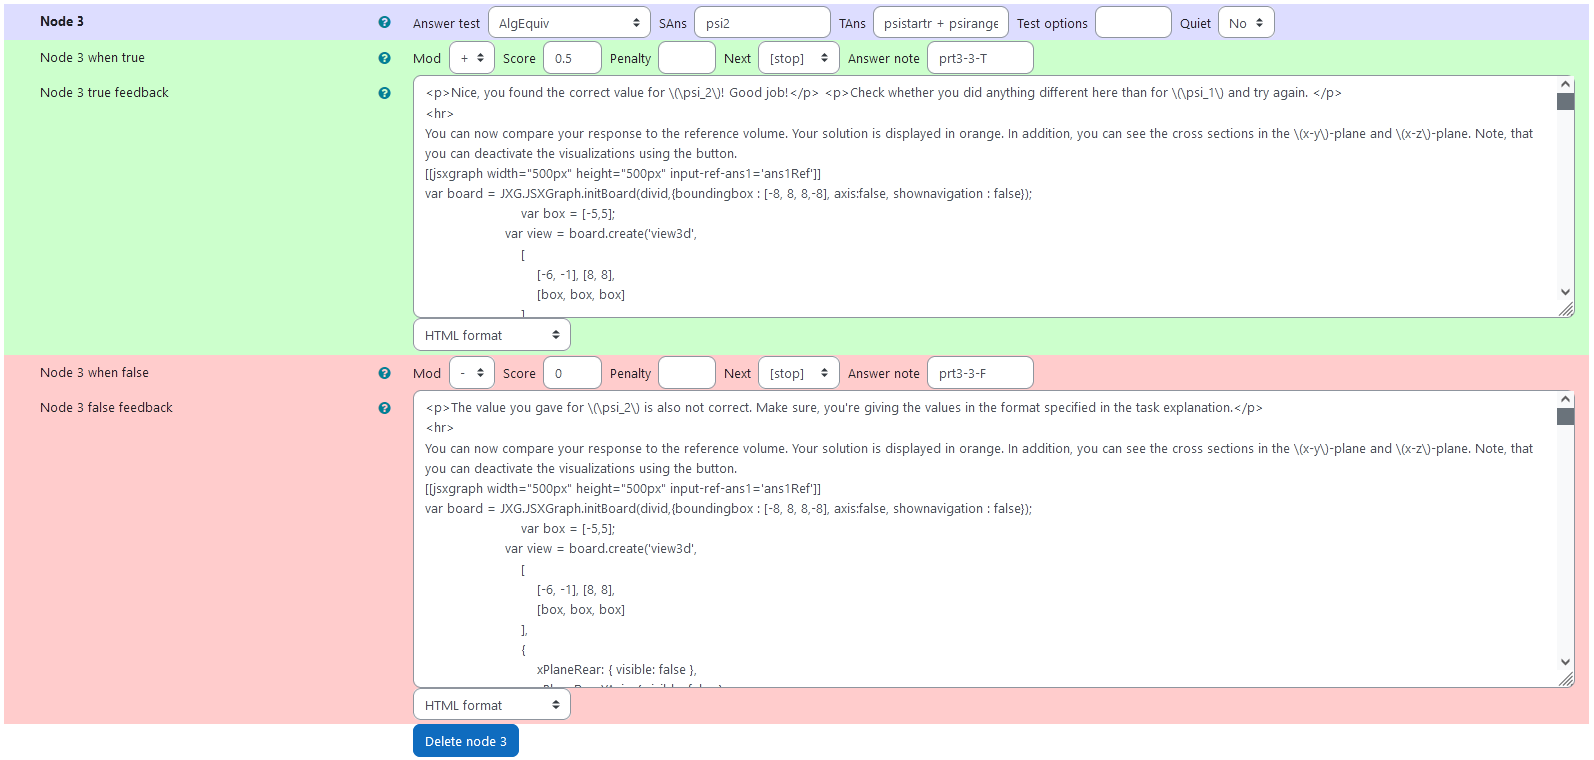 Node 3
Answer test AlgEquiv SAns psi2 TAns psistartr + psirange Test options Quiet No
Node 3 when true
Mod + Score 0.5 Penalty Next [stop] Answer note prt3-3-T
Node 3 true feedback
<p>Nice, you found the correct value for \(\psi_2\)! Good job!</p> <p>Check whether you did anything different here than for \(\psi_1\) and try again. </p>
<hr>
You can now compare your response to the reference volume. Your solution is displayed in orange. In addition, you can see the cross sections in the \(x-y\)-plane and \(x-z\)-plane. Note, that
you can deactivate the visualizations using the button.
[[jsxgraph width="500px" height="500px" input-ref-ans1='ans1Ref']]
var board = JXG.JSXGraph.initBoard(divid,{boundingbox : [-8, 8, 8,-8], axis:false, shownavigation : false});
var box = [-5,5];
var view = board.create('view3d',
[
[-6, -1], [8, 8],
[box, box, box]
]
HTML format
Node 3 when false
Mod - Score 0 Penalty Next [stop] Answer note prt3-3-F
Node 3 false feedback
<p>The value you gave for \(\psi_2\) is also not correct. Make sure, you're giving the values in the format specified in the task explanation.</p>
<hr>
You can now compare your response to the reference volume. Your solution is displayed in orange. In addition, you can see the cross sections in the \(x-y\)-plane and \(x-z\)-plane. Note, that
you can deactivate the visualizations using the button.
[[jsxgraph width="500px" height="500px" input-ref-ans1='ans1Ref']]
var board = JXG.JSXGraph.initBoard(divid,{boundingbox : [-8, 8, 8,-8], axis:false, shownavigation : false});
var box = [-5,5];
var view = board.create('view3d',
[
[-6, -1], [8, 8],
[box, box, box]
],
{
xPlaneRear: { visible: false },
HTML format
Delete node 3